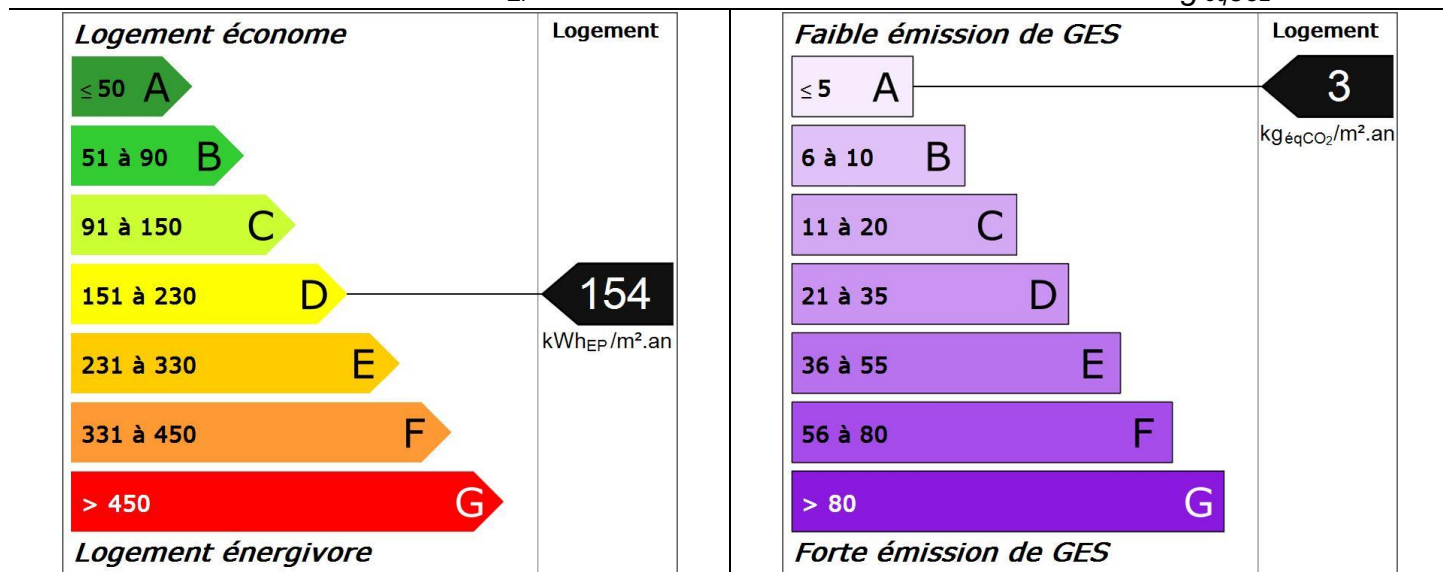 Logement économe
Logement
≤ 50 A
51 à 90 B
91 à 150 C
151 à 230 D
154
kWhEP/m².an
231 à 330 E
331 à 450 F
> 450 G
Logement énergivore
Faible émission de GES
Logement
≤ 5 A
3
kg éqCO2/m².an
6 à 10 B
11 à 20 C
21 à 35 D
36 à 55 E
56 à 80 F
> 80 G
Forte émission de GES